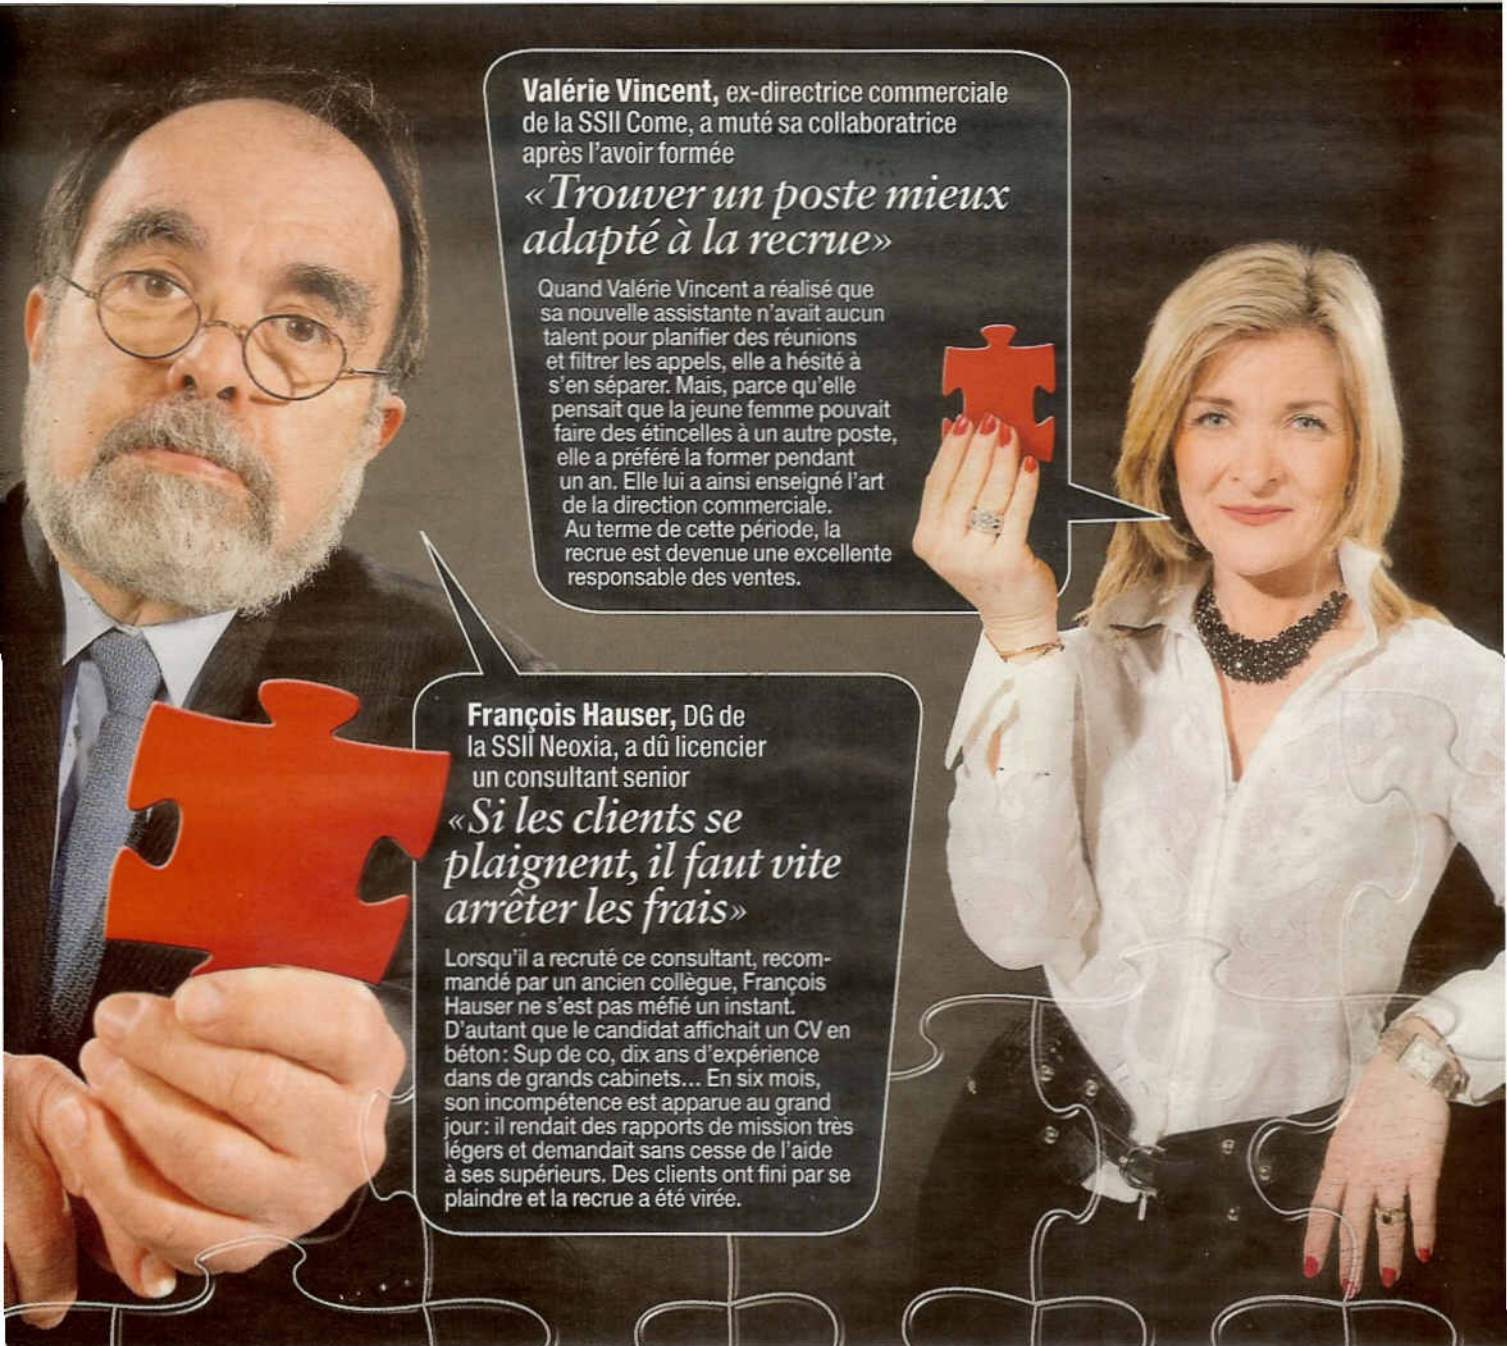 Valérie Vincent, ex-directrice commerciale
de la SSII Come, a muté sa collaboratrice
après l'avoir formée
«Trouver un poste mieux
adapté à la recrue»
Quand Valérie Vincent a réalisé que
sa nouvelle assistante n'avait aucun
talent pour planifier des réunions
et filtrer les appels, elle a hésité à
s'en séparer. Mais, parce qu'elle
pensait que la jeune femme pouvait
faire des étincelles à un autre poste,
elle a préféré la former pendant
un an. Elle lui a ainsi enseigné l'art
de la direction commerciale.
Au terme de cette période, la
recrue est devenue une excellente
responsable des ventes.
François Hauser, DG de
la SSII Neoxia, a dû licencier
un consultant senior
«Si les clients se
plaignent, il faut vite
arrêter les frais»
Lorsqu'il a recruté ce consultant, recom-
mandé par un ancien collègue, François
Hauser ne s'est pas méfié un instant.
D'autant que le candidat affichait un CV en
béton: Sup de co, dix ans d'expérience
dans de grands cabinets... En six mois,
son incompétence est apparue au grand
jour: il rendait des rapports de mission très
légers et demandait sans cesse de l'aide
à ses supérieurs. Des clients ont fini par se
plaindre et la recrue a été virée.